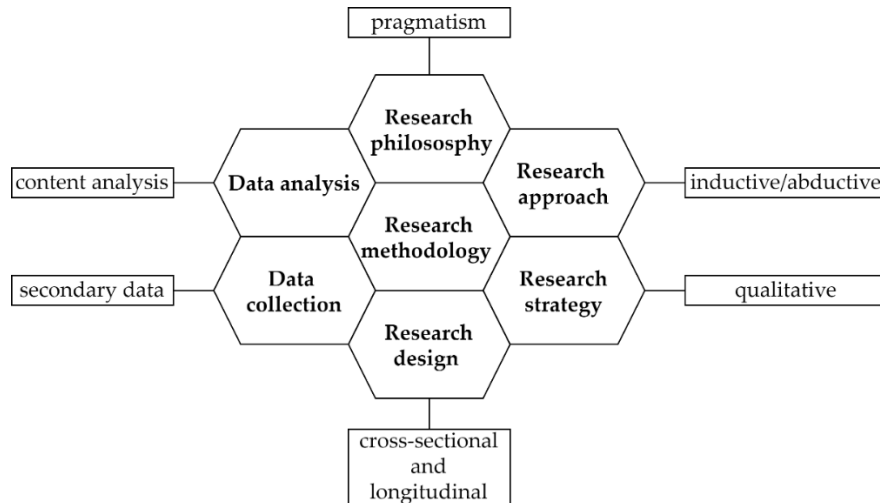 pragmatism
Research
philososphy
content analysis
Data analysis
Research
approach
inductive/abductive
Research
methodology
secondary data
Data
collection
Research
strategy
qualitative
Research
design
cross-sectional
and
longitudinal